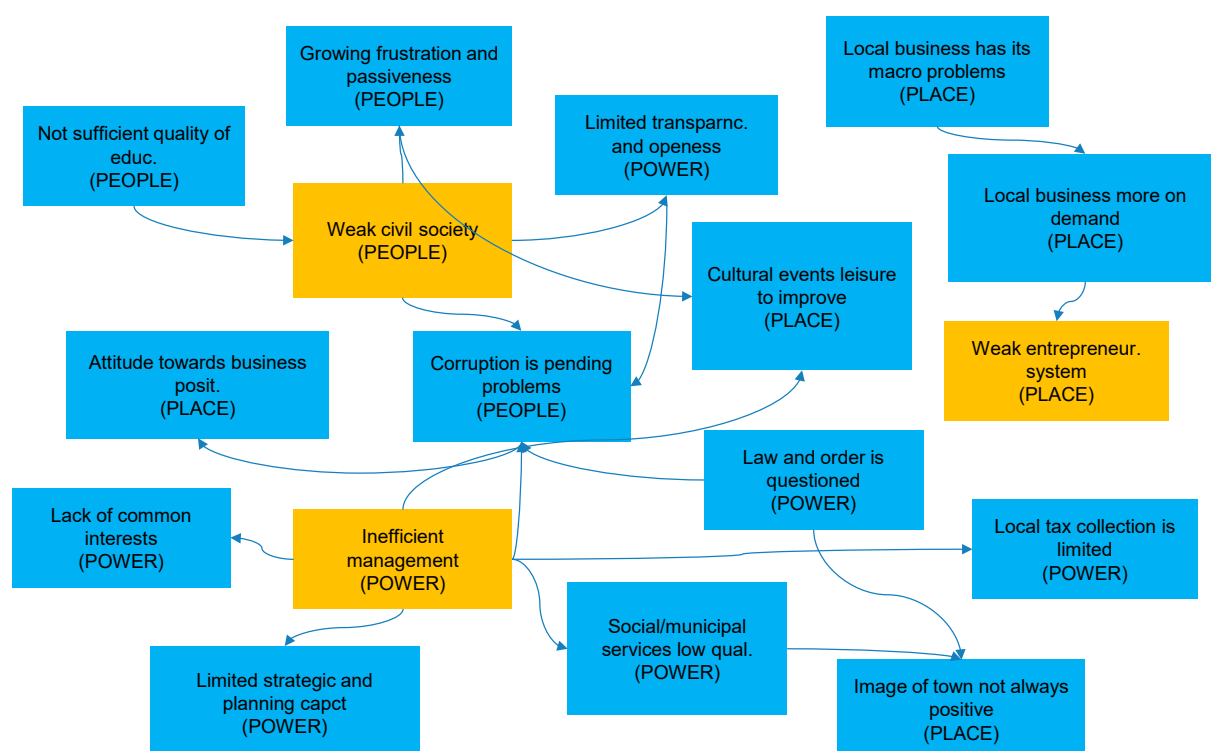 Growing frustration and
passiveness
(PEOPLE)
Local business has its
macro problems
(PLACE)
Not sufficient quality of
educ.
(PEOPLE)
Limited transparnc.
and openess
(POWER)
Local business more on
demand
(PLACE)
Weak civil society
(PEOPLE)
Cultural events leisure
to improve
(PLACE)
Attitude towards business
posit.
(PLACE)
Corruption is pending
problems
(PEOPLE)
Weak entrepreneur.
system
(PLACE)
Law and order is
questioned
(POWER)
Lack of common
interests
(POWER)
Inefficient
management
(POWER)
Local tax collection is
limited
(POWER)
Social/municipal
services low qual.
(POWER)
Limited strategic and
planning capct
(POWER)
Image of town not always
positive
(PLACE)